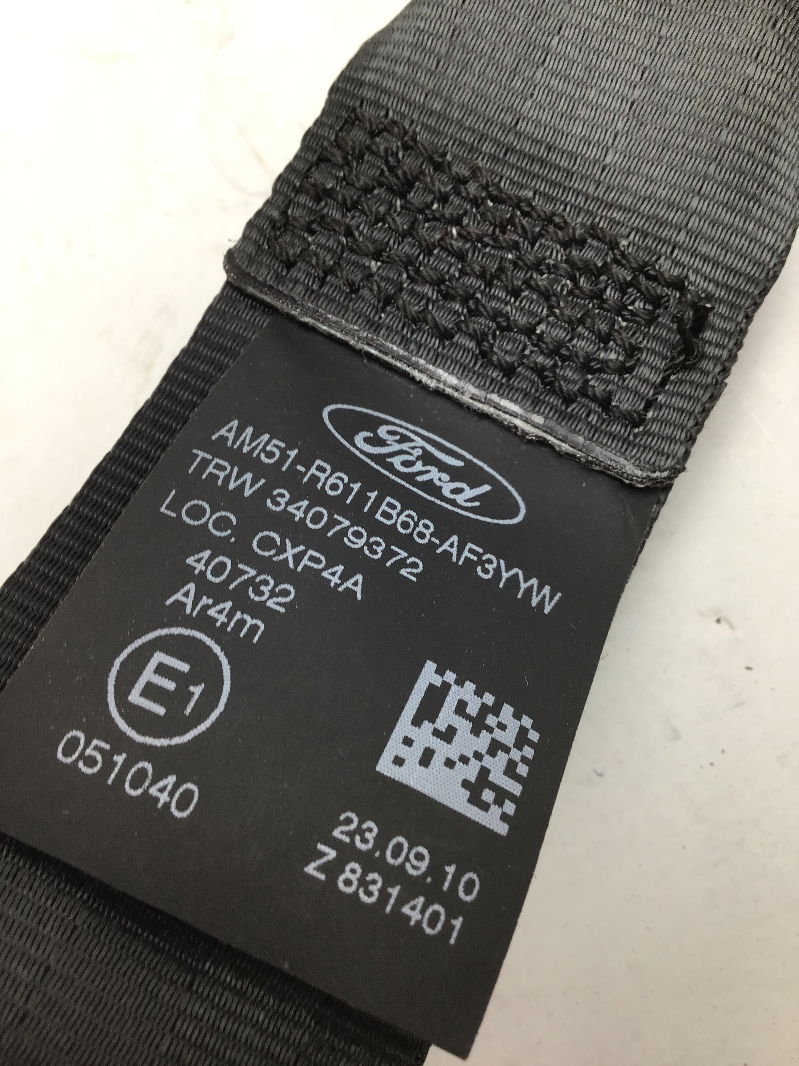 Ford
AM51-R611B68-AF3YYW
TRW 34079372
LOC, CXP4A
40732
Ar4m
E1
051040
23.09.10
Z 831401